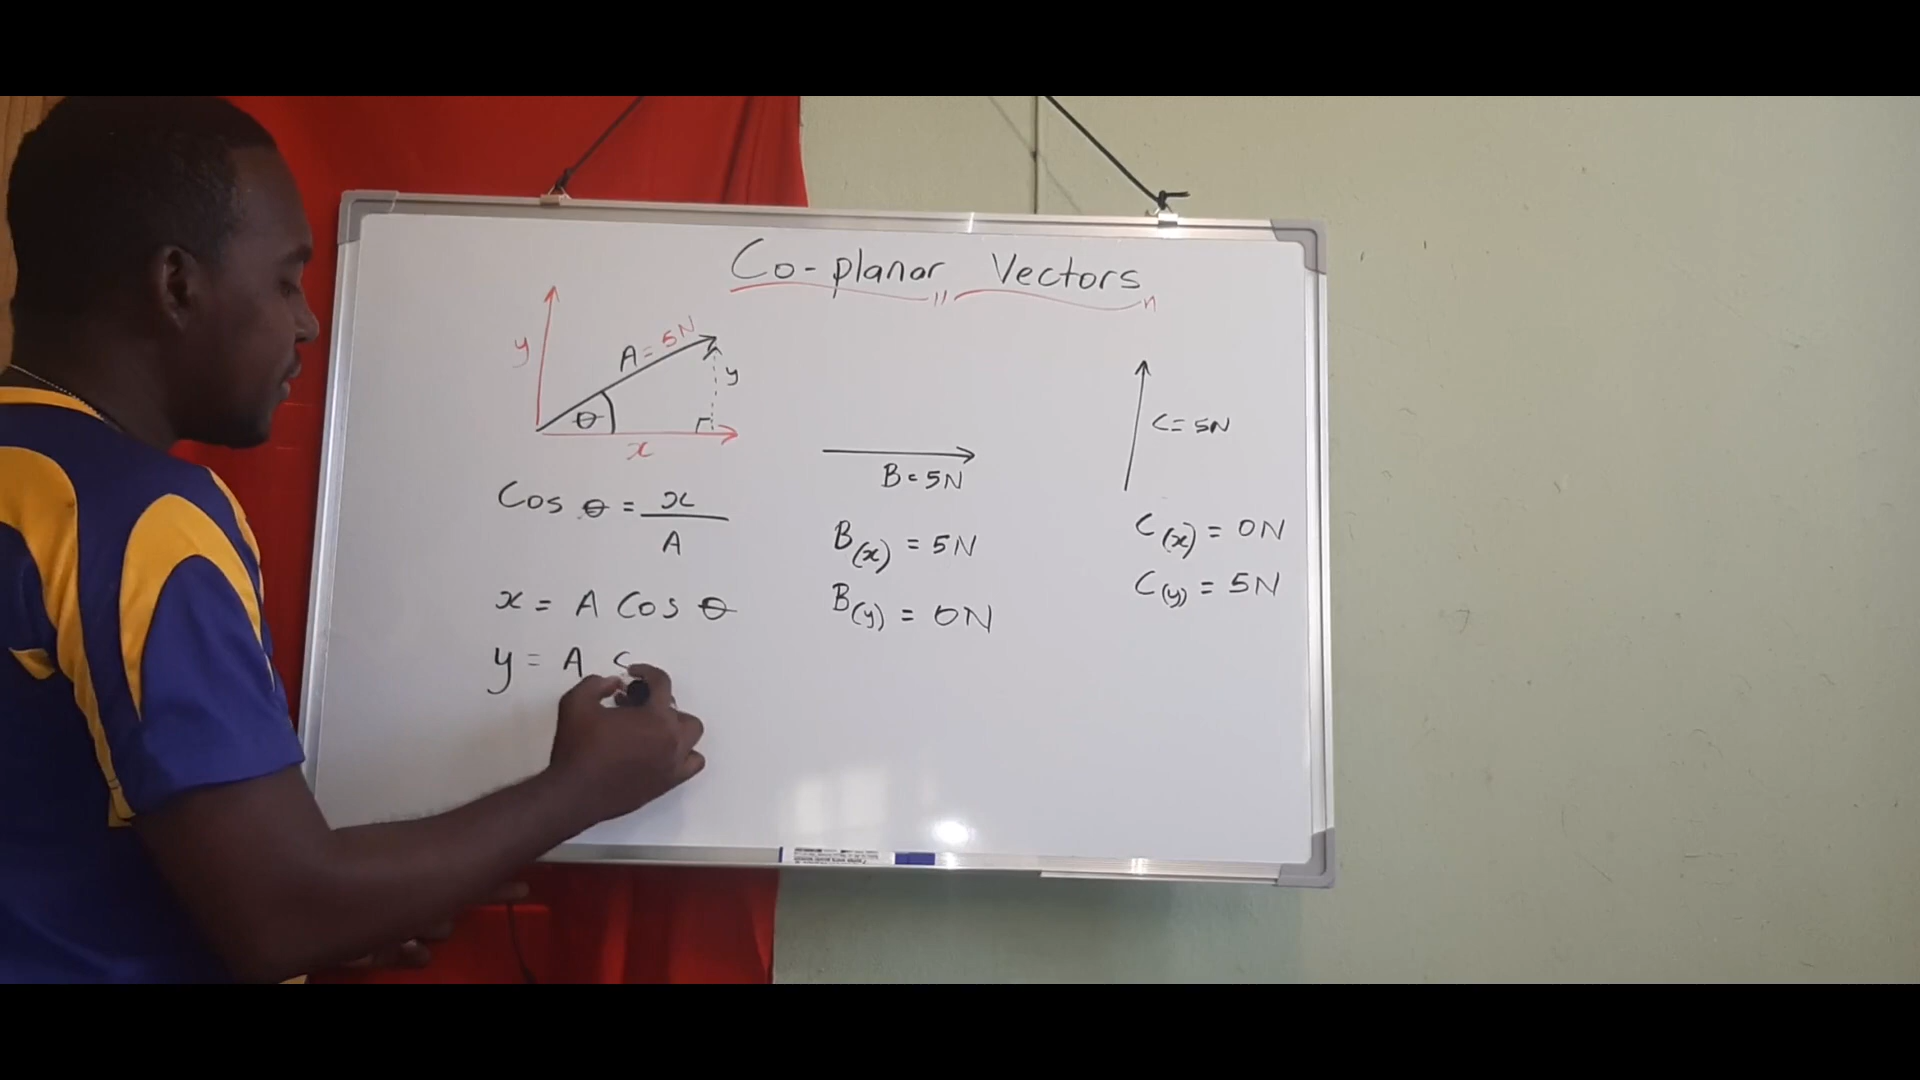 Co-planar Vectors
y
A = 5N
y
θ
x
Cos θ = x
A
x = A Cos θ
y = A S
B = 5N
B(x) = 5N
B(y) = 0N
C = 5N
C(x) = 0N
C(y) = 5N